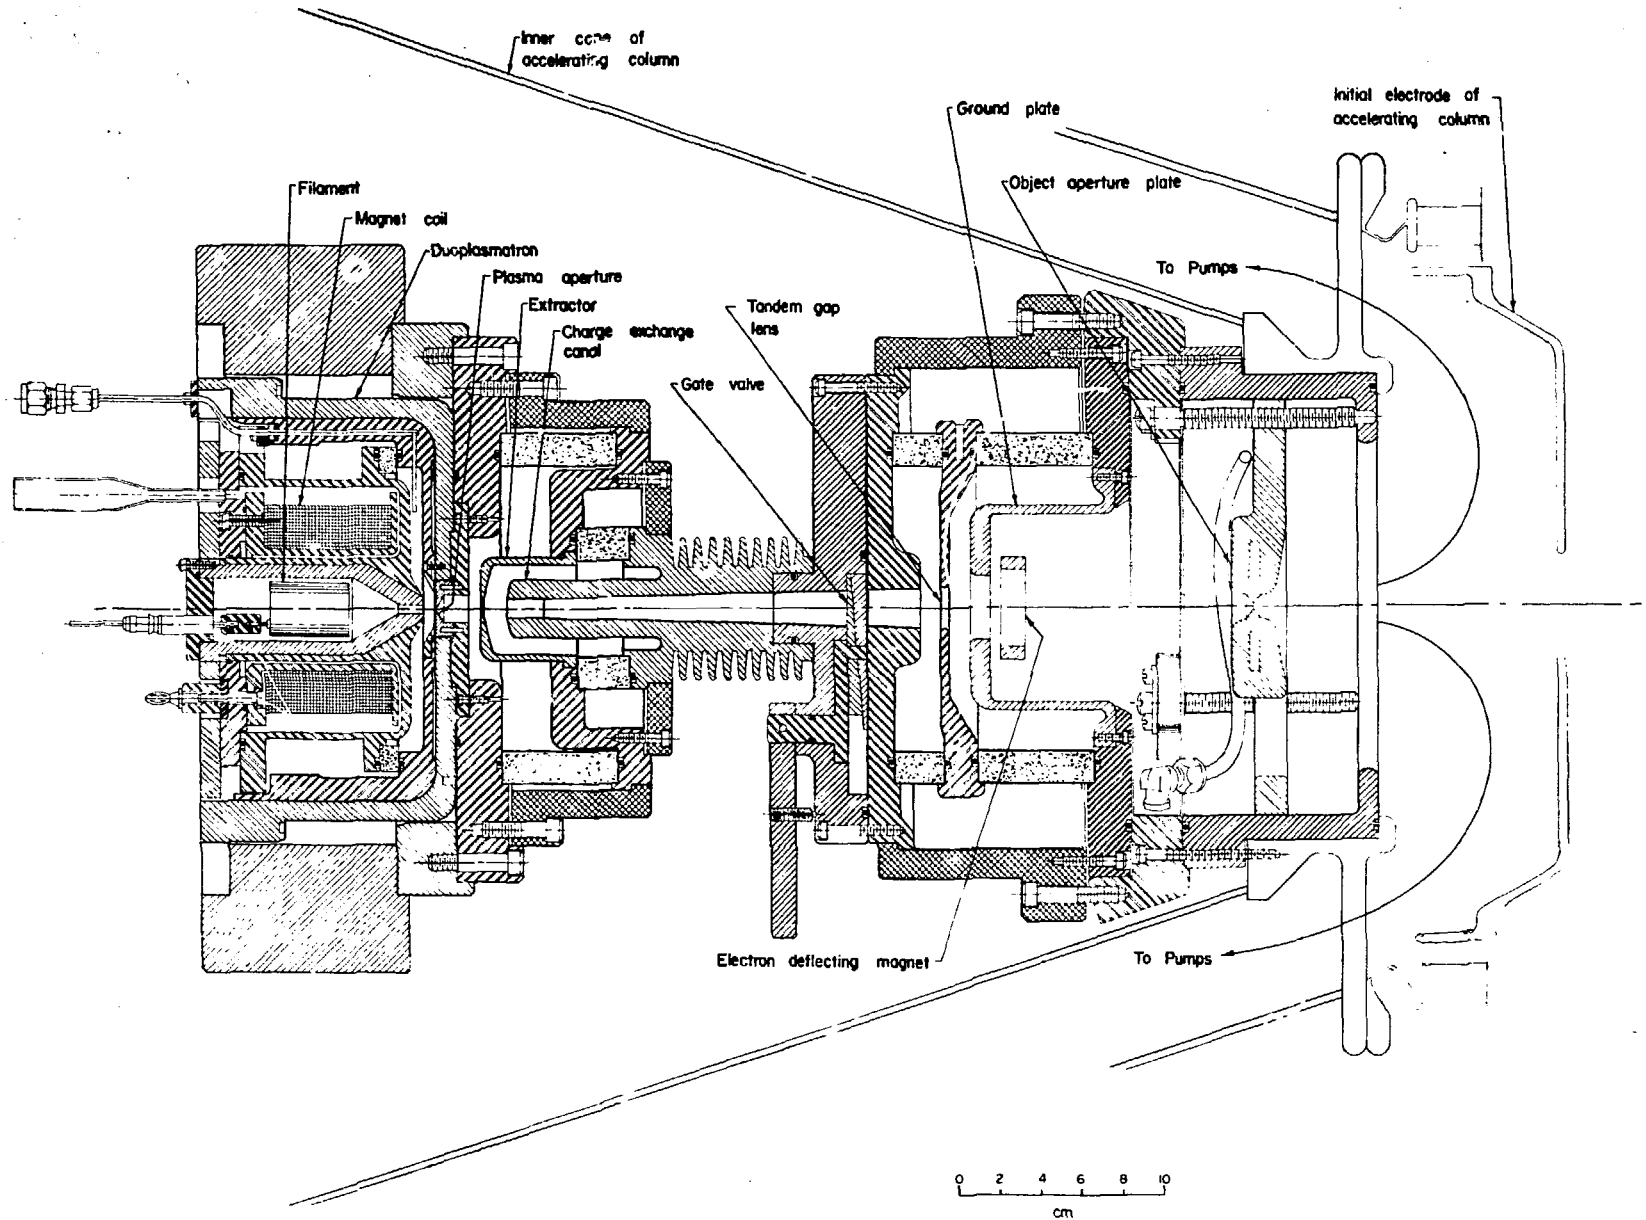 Inner cone of
accelerating column
Initial electrode of
accelerating column
Ground plate
Object aperture plate
Filament
Magnet coil
Duoplasmatron
Plasma aperture
Extractor
Charge exchange
canal
To Pumps
Tandem gap
lens
Gate valve
Electron deflecting magnet
To Pumps
0 2 4 6 8 10
cm